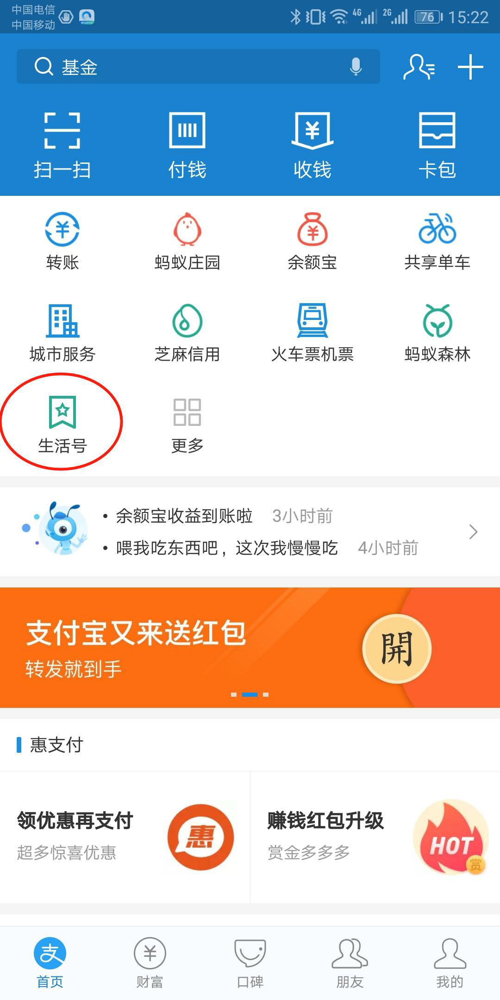 中国电信
中国移动
4G
2G
76
15:22
基金
扫一扫
付钱
收钱
卡包
转账
蚂蚁庄园
余额宝
共享单车
城市服务
芝麻信用
火车票机票
蚂蚁森林
生活号
更多
• 余额宝收益到账啦 3小时前
• 喂我吃东西吧，这次我慢慢吃 4小时前
支付宝又来送红包
转发就到手
開
惠支付
领优惠再支付
超多惊喜优惠
惠
赚钱红包升级
赏金多多多
HOT
赏
支
首页
财富
口碑
朋友
我的